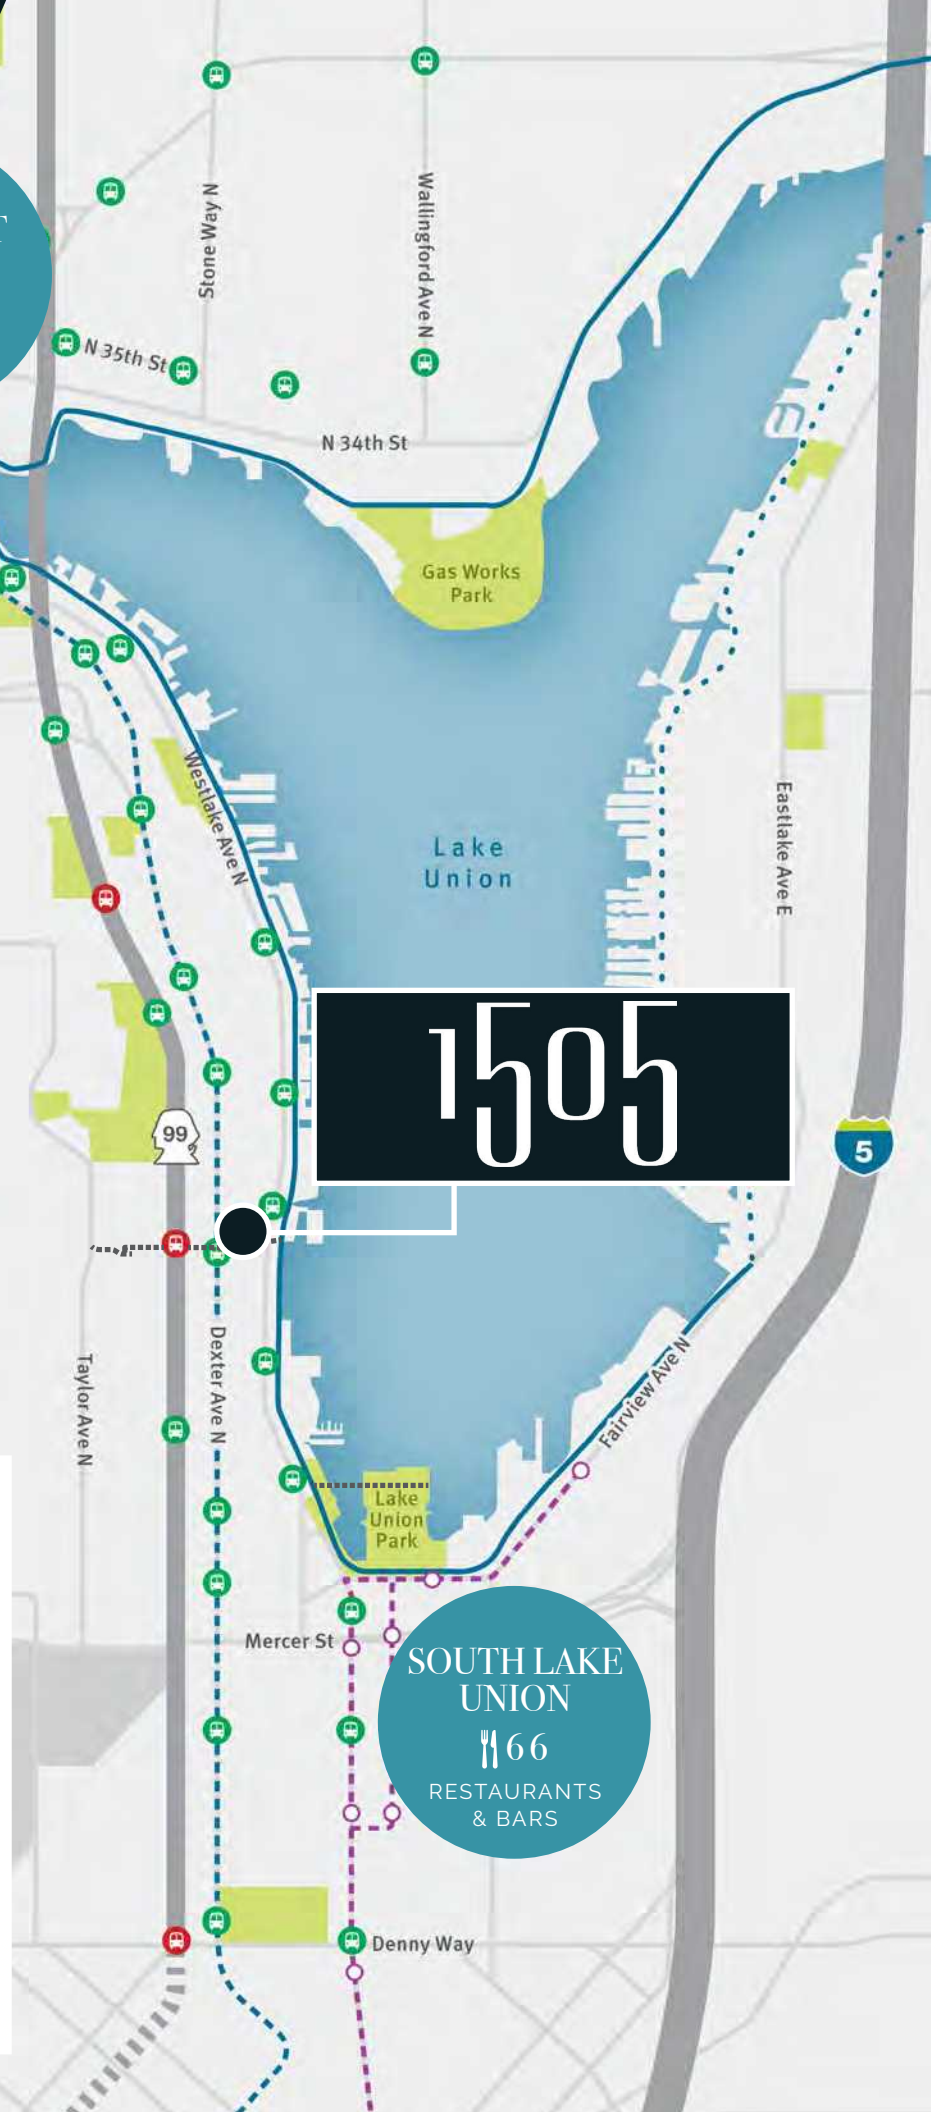 T
Stone Way N
Wallingford Ave N
N 35th St
N 34th St
Gas Works
Park
Westlake Ave N
Lake
Union
Eastlake Ave E
1505
99
5
Taylor Ave N
Dexter Ave N
Fairview Ave N
Lake
Union
Park
Mercer St
SOUTH LAKE
UNION
66
RESTAURANTS
& BARS
Denny Way